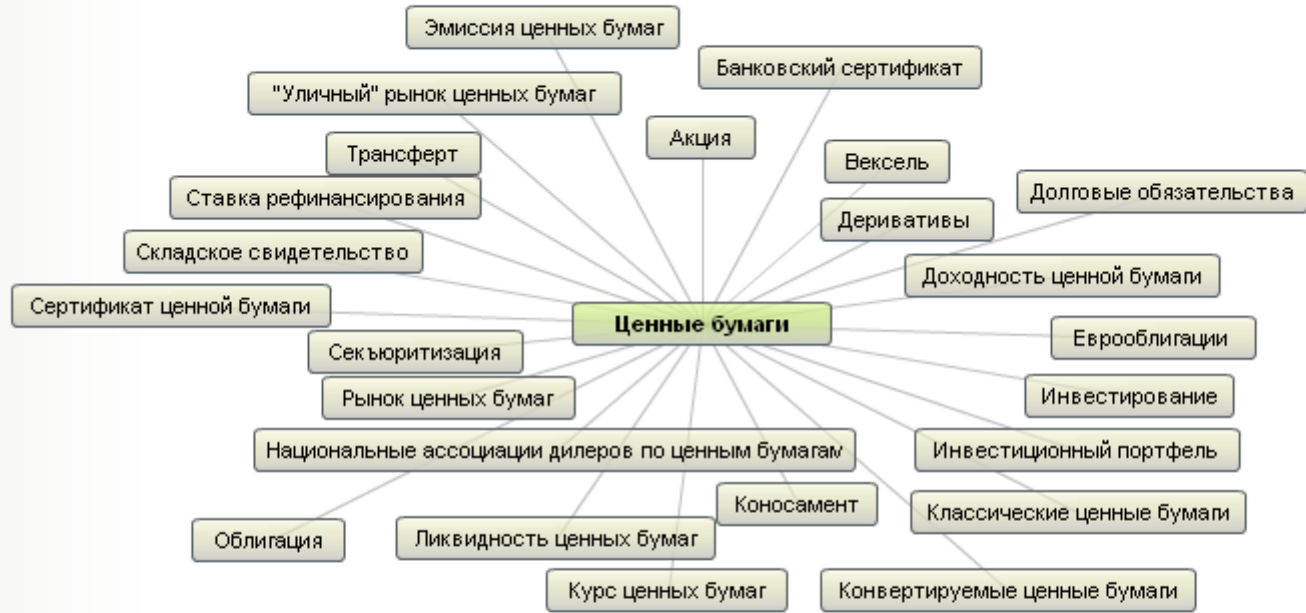 Эмиссия ценных бумаг
Банковский сертификат
"Уличный" рынок ценных бумаг
Акция
Трансферт
Вексель
Ставка рефинансирования
Долговые обязательства
Деривативы
Складское свидетельство
Доходность ценной бумаги
Сертификат ценной бумаги
Ценные бумаги
Еврооблигации
Секъюритизация
Рынок ценных бумаг
Инвестирование
Национальные ассоциации дилеров по ценным бумагам
Инвестиционный портфель
Коносамент
Классические ценные бумаги
Облигация
Ликвидность ценных бумаг
Курс ценных бумаг
Конвертируемые ценные бумаги